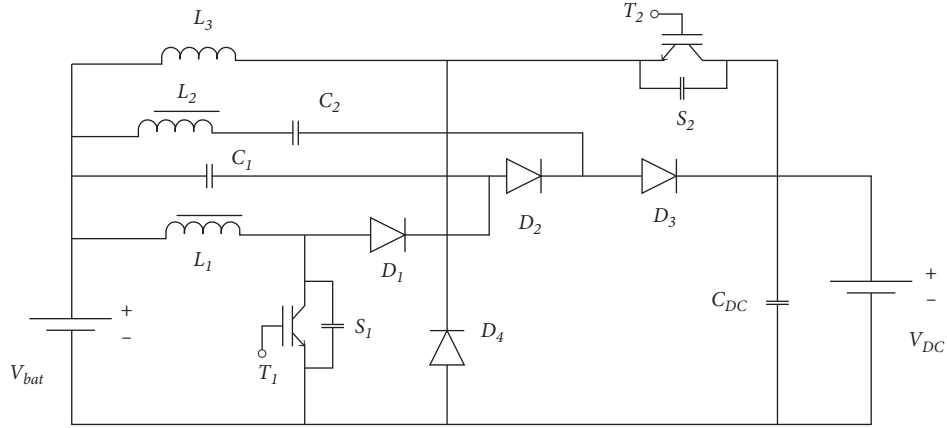 L3
T2
L2
C2
S2
C1
D2
D3
L1
D1
+
–
Vbat
S1
T1
D4
CDC
+
–
VDC